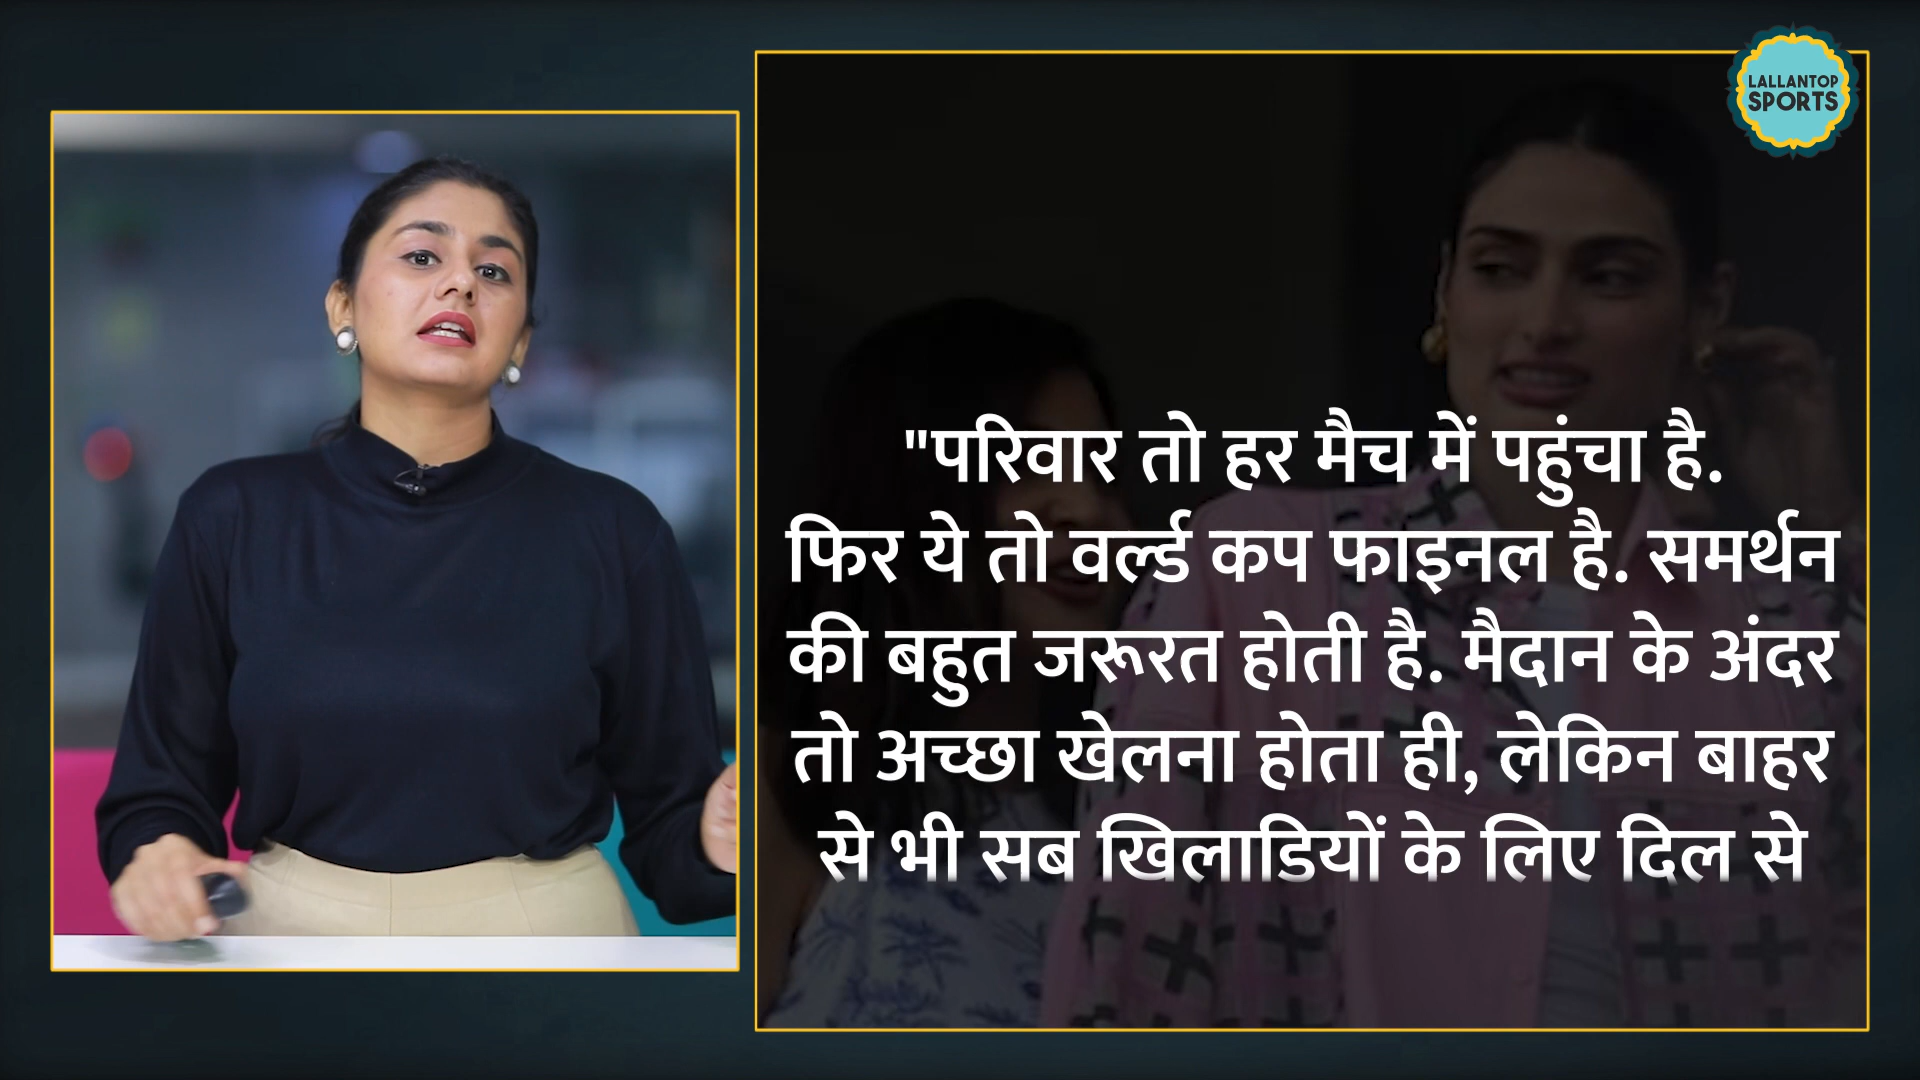 LALLANTOP
SPORTS
"परिवार तो हर मैच में पहुंचा है.
फिर ये तो वर्ल्ड कप फाइनल है. समर्थन
की बहुत जरूरत होती है. मैदान के अंदर
तो अच्छा खेलना होता ही, लेकिन बाहर
से भी सब खिलाडियों के लिए दिल से